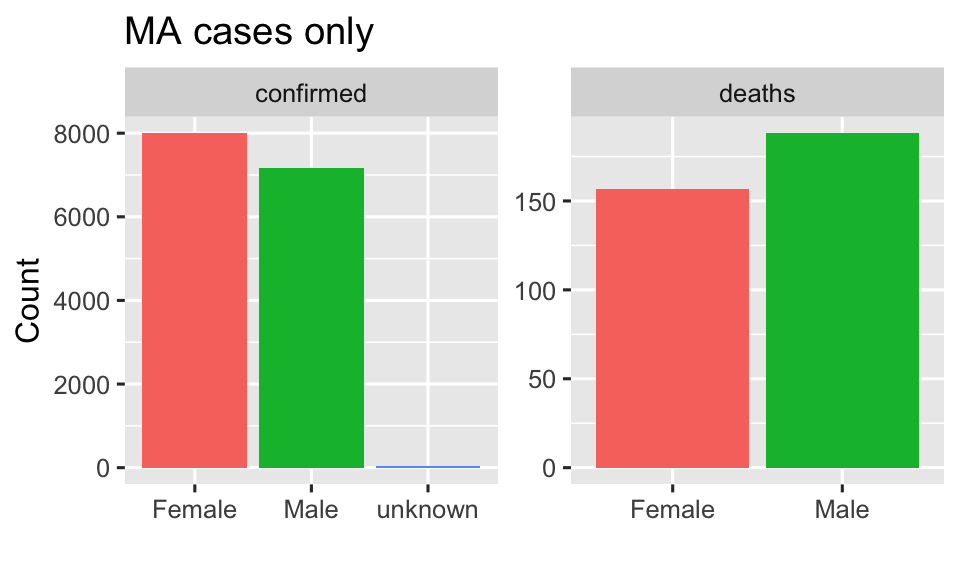 MA cases only
confirmed
deaths
Count
8000
6000
4000
2000
0
150
100
50
0
Female Male unknown
Female Male